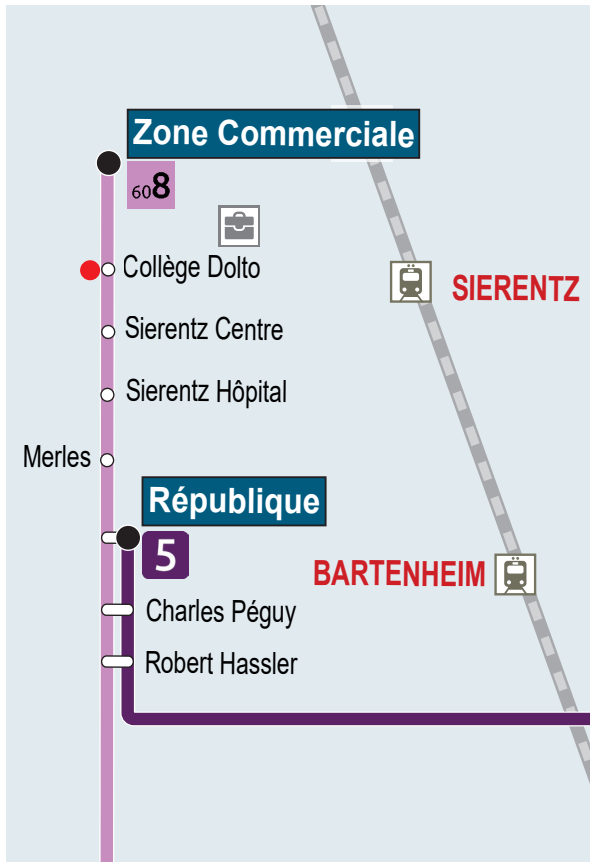 Zone Commerciale
608
Collège Dolto
SIERENTZ
Sierentz Centre
Sierentz Hôpital
Merles
République
5
BARTENHEIM
Charles Péguy
Robert Hassler